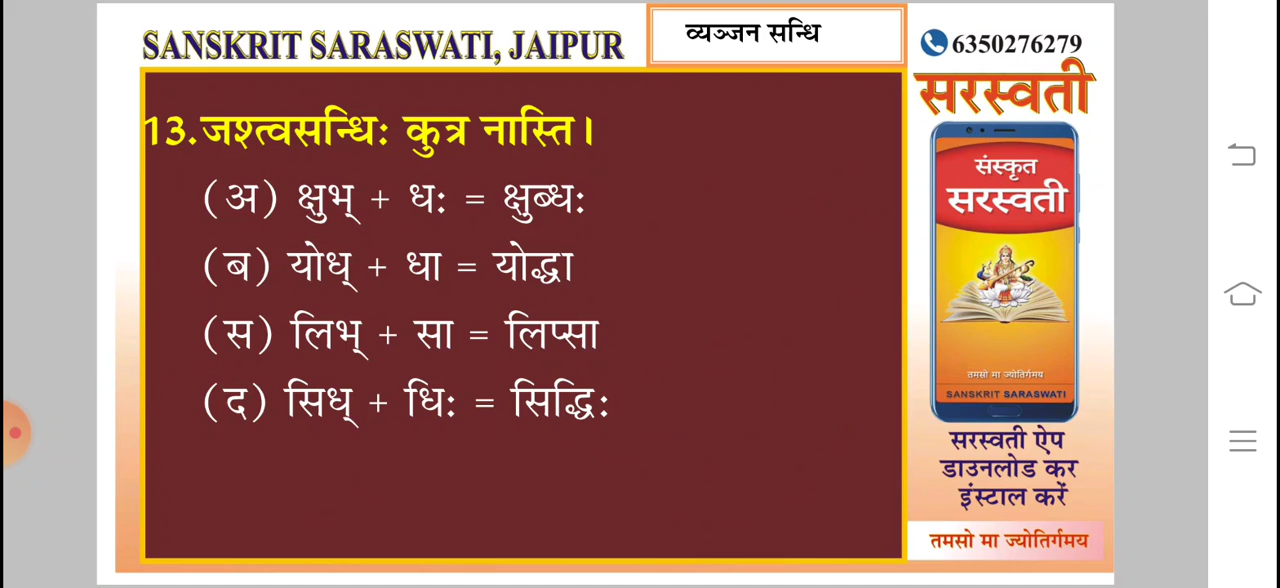 SANSKRIT SARASWATI, JAIPUR
व्यञ्जन सन्धि
6350276279
13.जश्त्वसन्धिः कुत्र नास्ति।
(अ) क्षुभ् + धः = क्षुब्धः
(ब) योध् + धा = योद्धा
(स) लिभ् + सा = लिप्सा
(द) सिध् + धिः = सिद्धिः
सरस्वती
संस्कृत
सरस्वती
तमसो मा ज्योतिर्गमय
SANSKRIT SARASWATI
सरस्वती ऐप
डाउनलोड कर
इंस्टाल करें
तमसो मा ज्योतिर्गमय